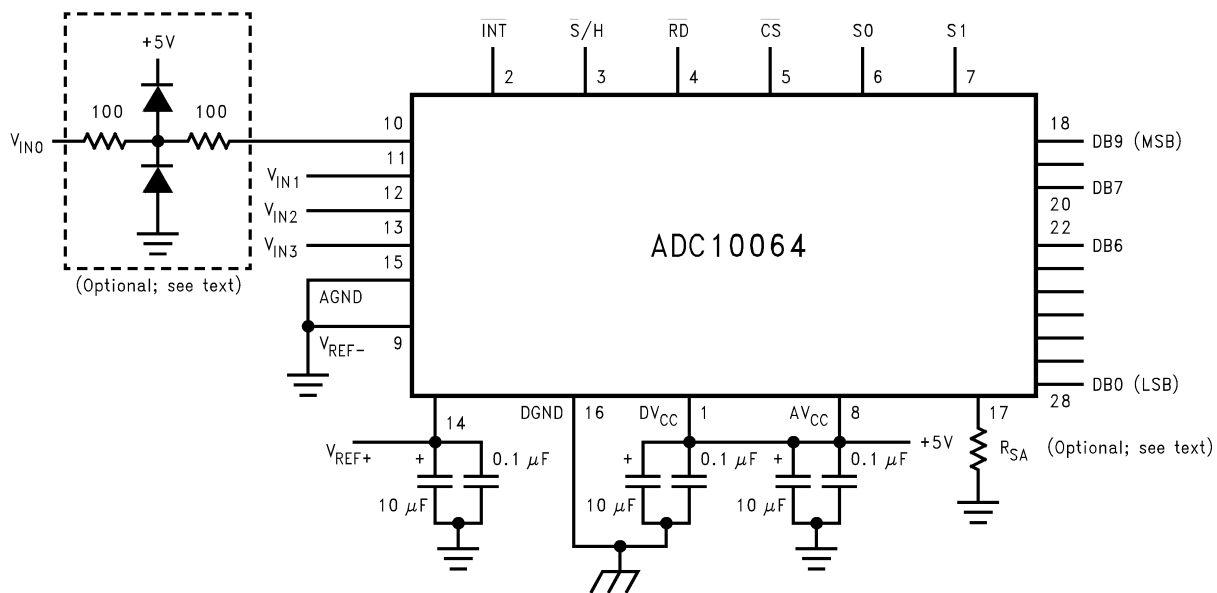 INT S/H RD CS S0 S1
2 3 4 5 6 7
+5V
100 100
V_IN0
10
11
V_IN1
12
V_IN2
13
V_IN3
15
(Optional; see text)
AGND
V_REF- 9
ADC10064
18
DB9 (MSB)
DB7
20
22
DB6
DB0 (LSB)
28
14 DGND 16 DV_CC 1 AV_CC 8 17
V_REF+ + 0.1 µF + 0.1 µF + 0.1 µF +5V R_SA (Optional; see text)
10 µF 10 µF 10 µF